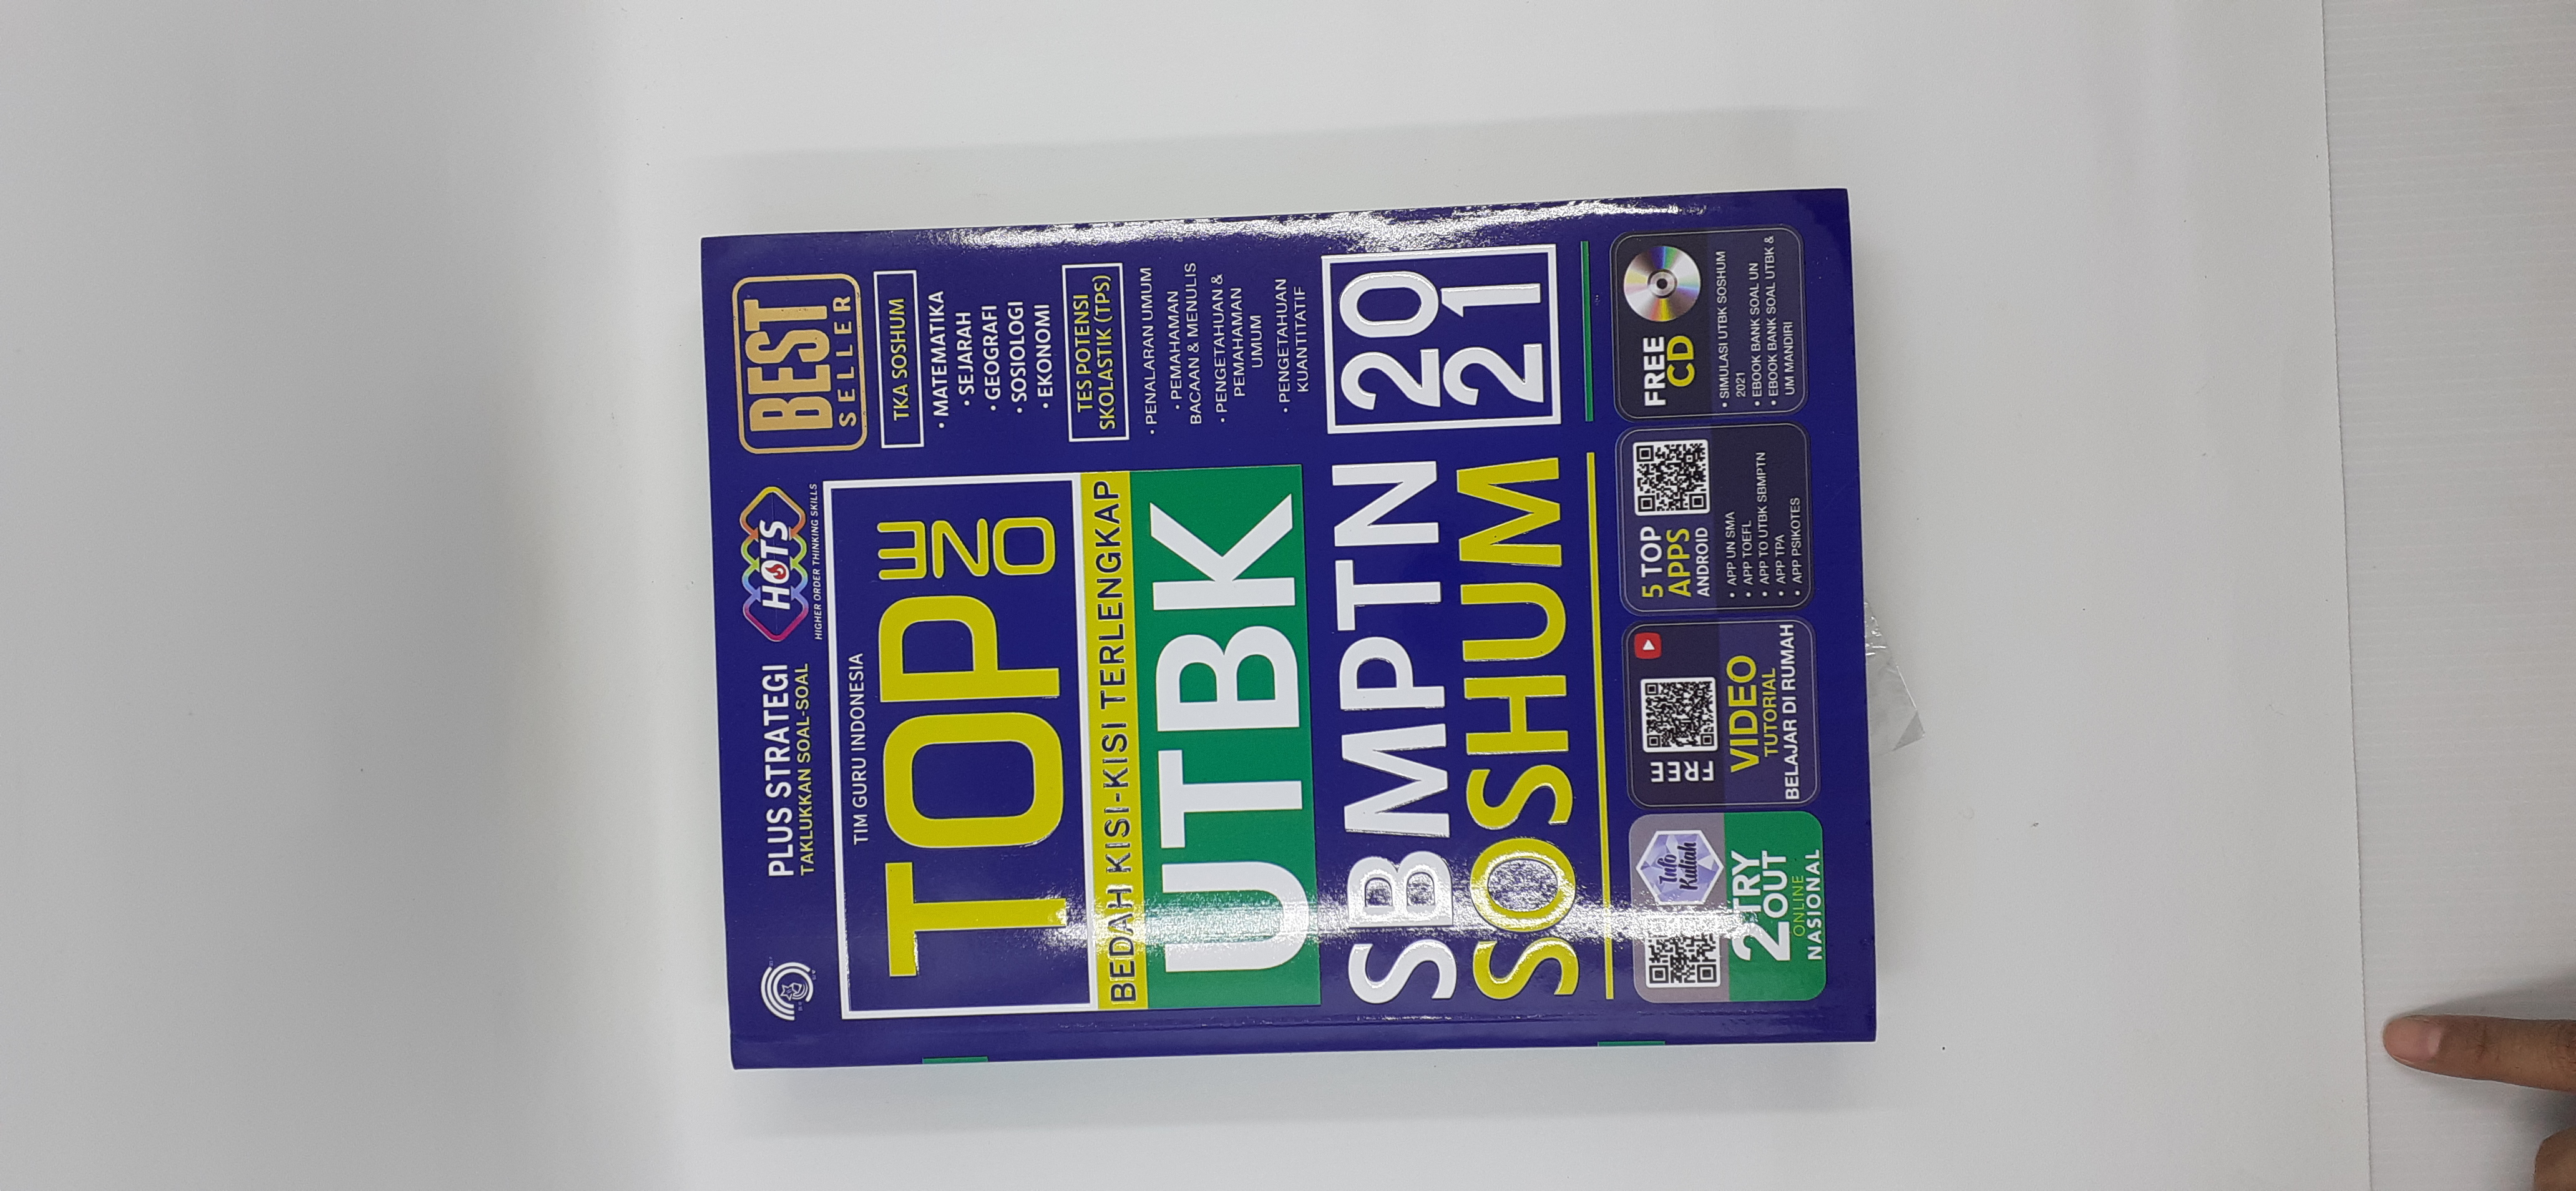 PLUS STRATEGI
TAKLUKKAN SOAL-SOAL
HOTS
HIGHER ORDER THINKING SKILLS
BEST
SELLER
TIM GURU INDONESIA
TOP ONE
BEDAH KISI-KISI TERLENGKAP
UTBK
SBMPTN
SOSHUM
TKA SOSHUM
• MATEMATIKA
• SEJARAH
• GEOGRAFI
• SOSIOLOGI
• EKONOMI
TES POTENSI
SKOLASTIK (TPS)
• PENALARAN UMUM
• PEMAHAMAN
BACAAN & MENULIS
• PENGETAHUAN &
PEMAHAMAN
UMUM
• PENGETAHUAN
KUANTITATIF
20
21
Info
Kuliah
2 TRY
OUT
ONLINE
NASIONAL
FREE
VIDEO
TUTORIAL
BELAJAR DI RUMAH
5 TOP
APPS
ANDROID
• APP UN SMA
• APP TOEFL
• APP TO UTBK SBMPTN
• APP TPA
• APP PSIKOTES
FREE
CD
• SIMULASI UTBK SOSHUM
2021
• EBOOK BANK SOAL UN
• EBOOK BANK SOAL UTBK &
UM MANDIRI